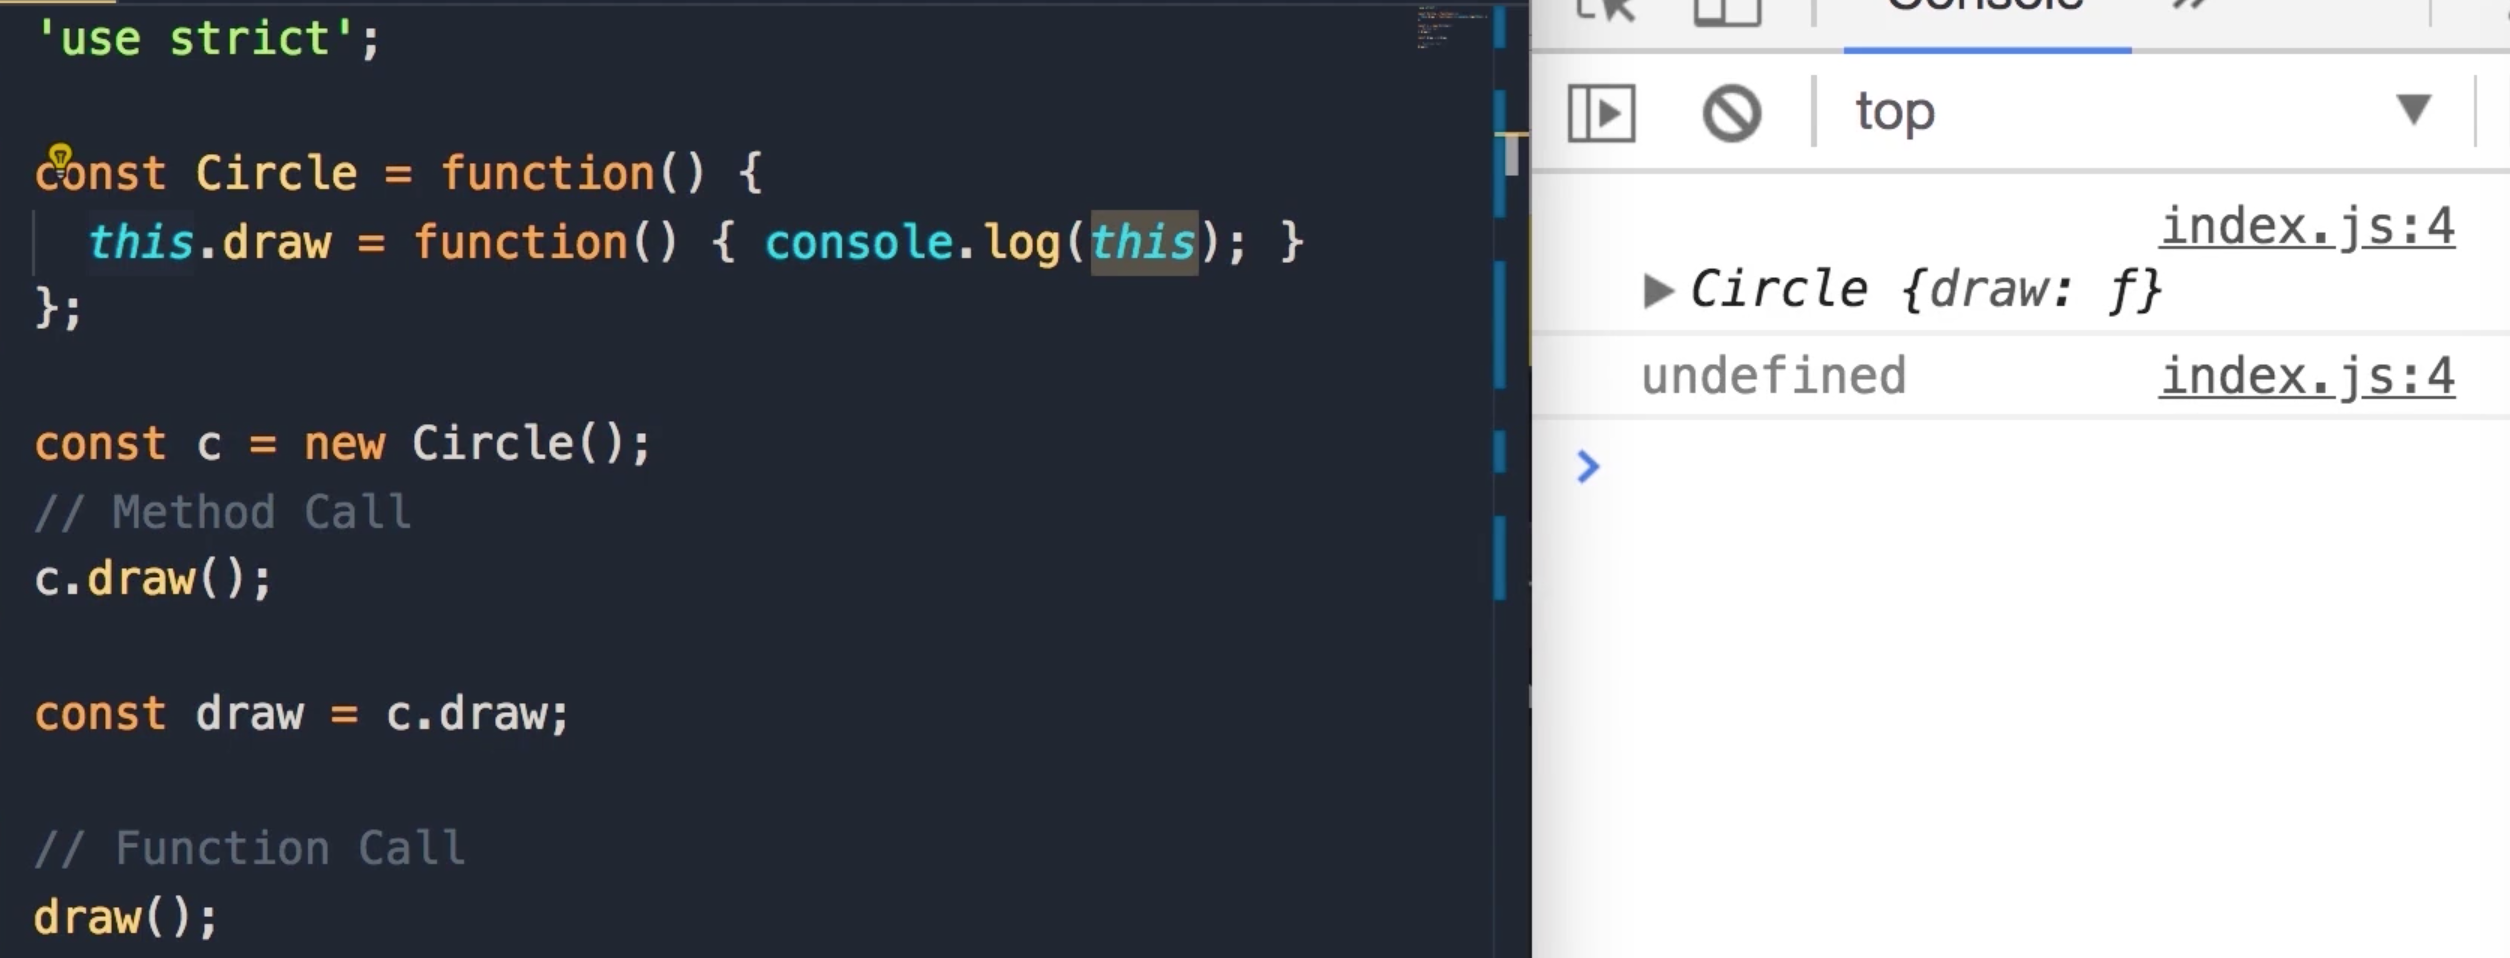 'use strict';
const Circle = function() {
this.draw = function() { console.log(this); }
};
const c = new Circle();
// Method Call
c.draw();
const draw = c.draw;
// Function Call
draw();
Console »
top
index.js:4
Circle {draw: f}
undefined index.js:4